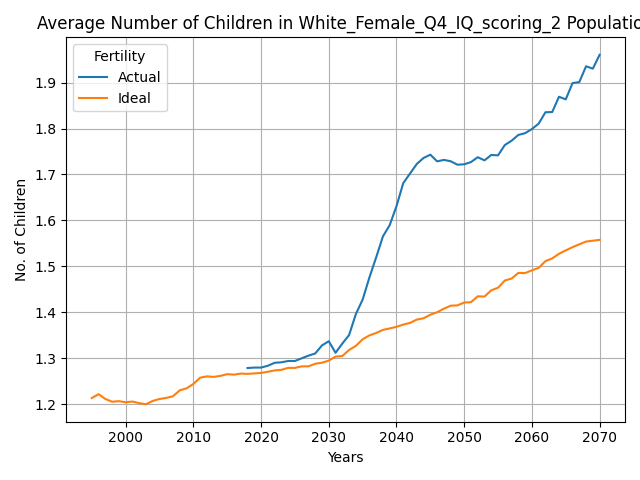 Average Number of Children in White_Female_Q4_IQ_scoring_2 Populatio
Fertility
Actual
Ideal
No. of Children
1.9
1.8
1.7
1.6
1.5
1.4
1.3
1.2
2000 2010 2020 2030 2040 2050 2060 2070
Years